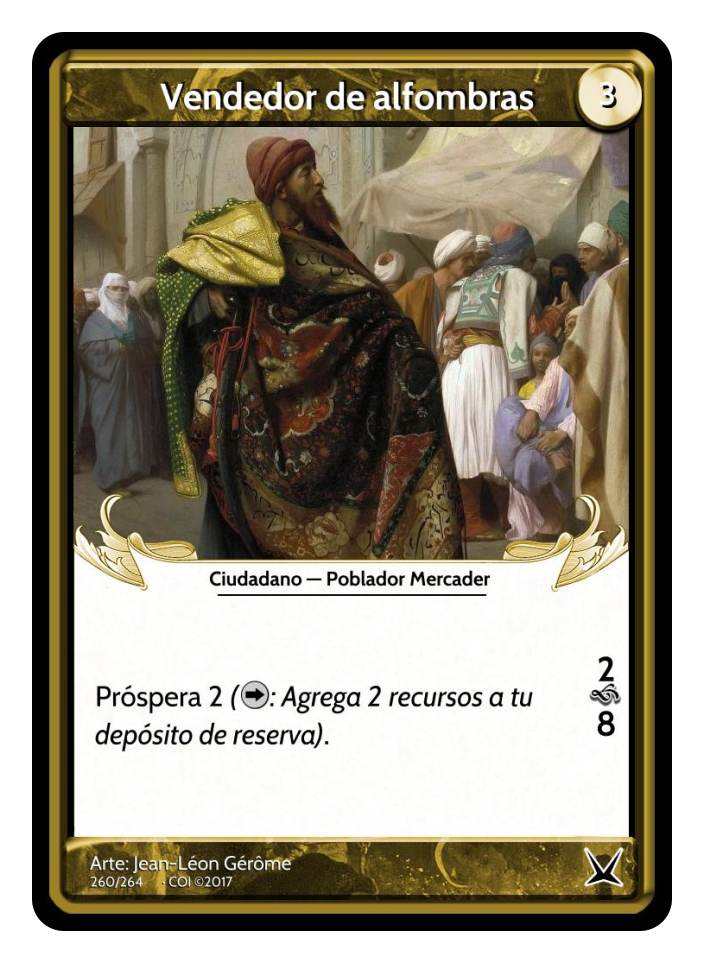 Vendedor de alfombras
3
Ciudadano — Poblador Mercader
Próspera 2 (➡: Agrega 2 recursos a tu
depósito de reserva).
2
8
Arte: Jean-Léon Gérôme
260/264 · COI ©2017